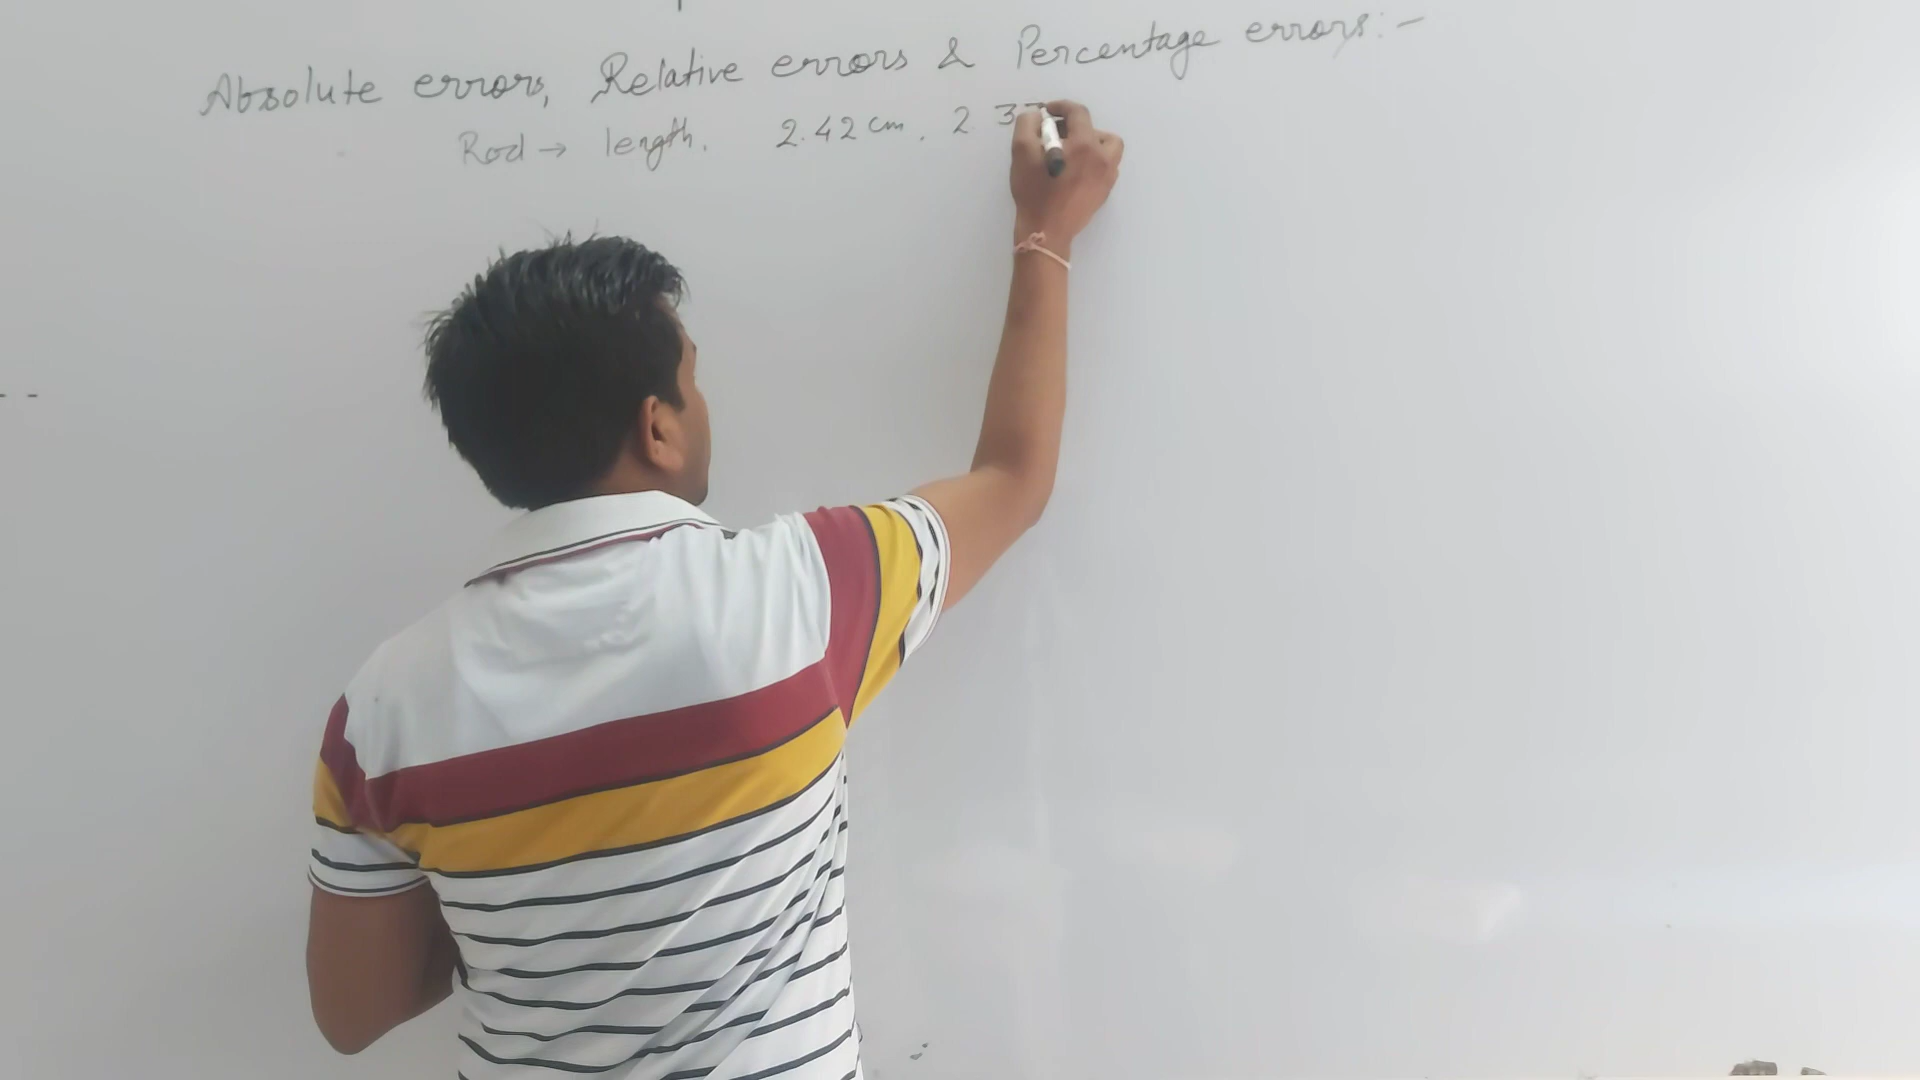 Absolute errors, Relative errors & Percentage errors:-
Rod → length. 2.42 cm, 2.3